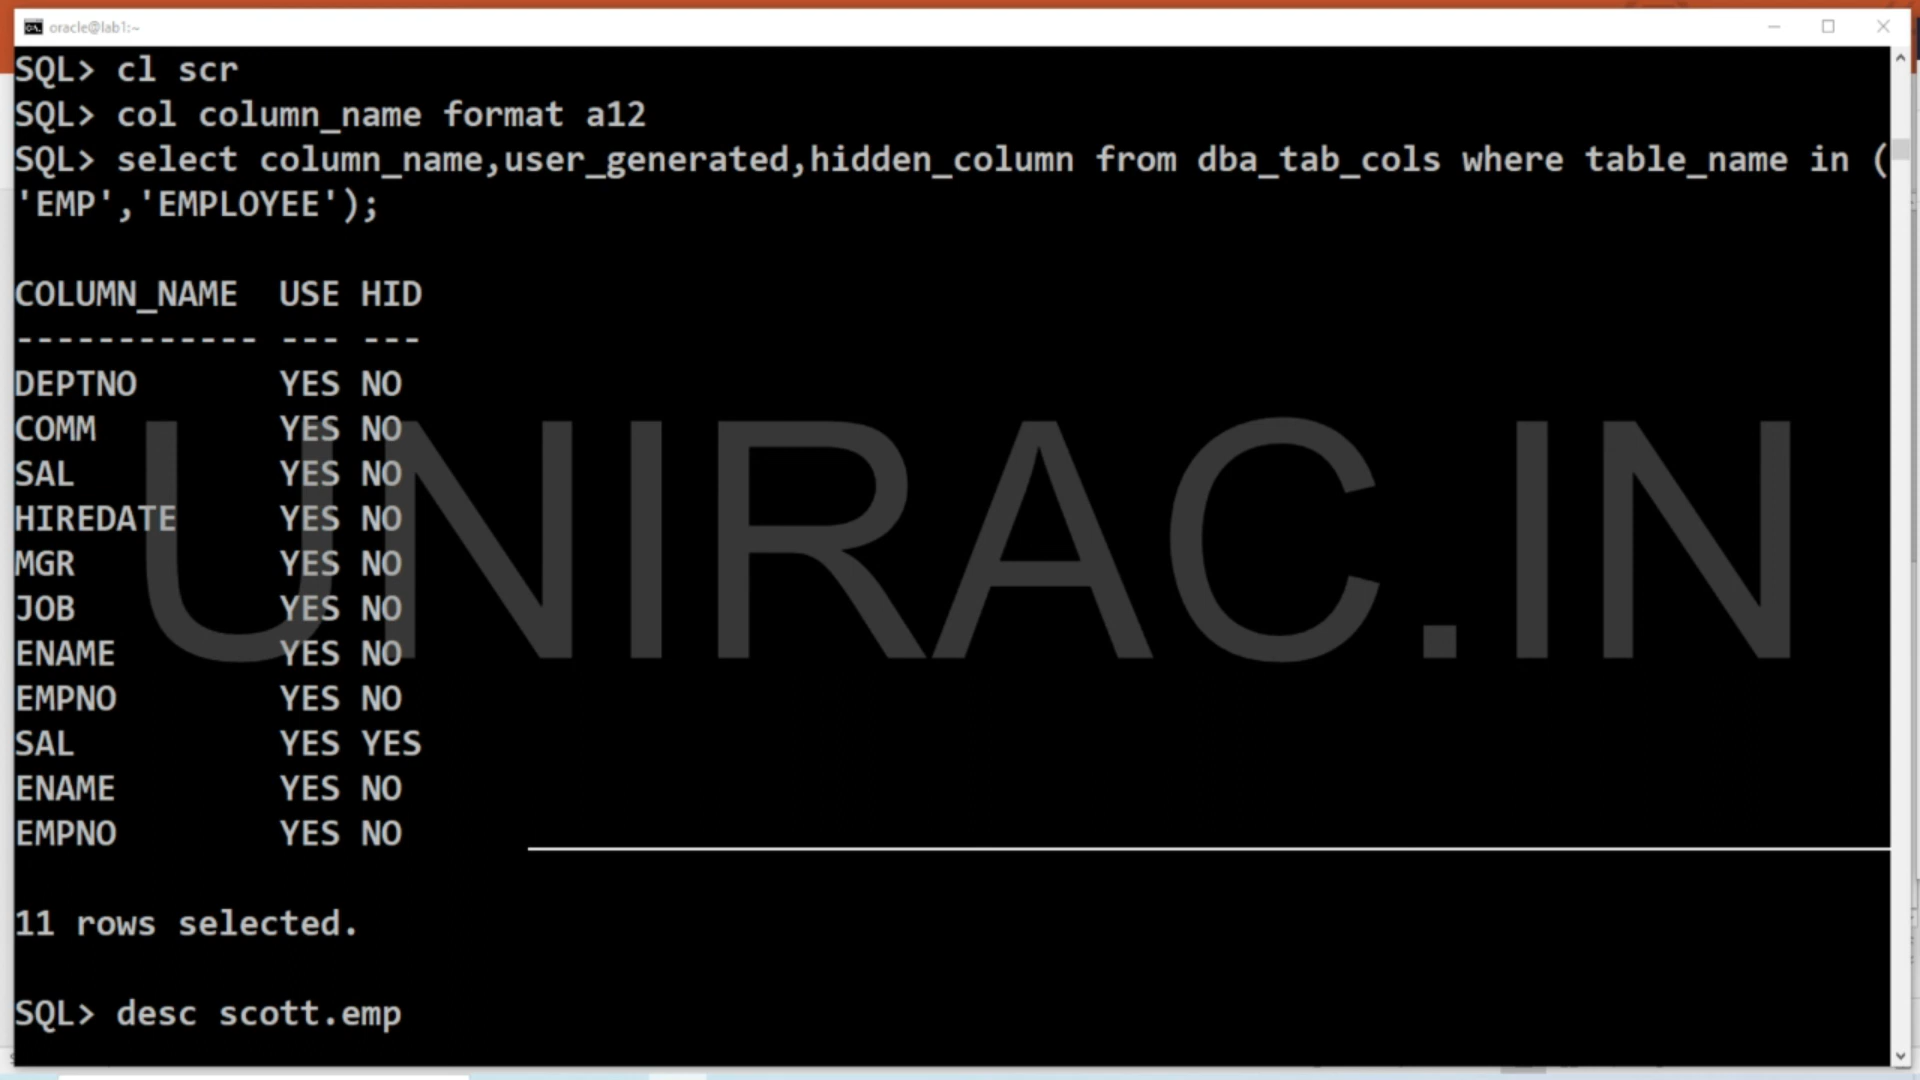 oracle@lab1:~
SQL> cl scr
SQL> col column_name format a12
SQL> select column_name,user_generated,hidden_column from dba_tab_cols where table_name in (
'EMP','EMPLOYEE');
COLUMN_NAME  USE HID
------------ --- ---
DEPTNO       YES NO
COMM         YES NO
SAL          YES NO
HIREDATE     YES NO
MGR          YES NO
JOB          YES NO
ENAME        YES NO
EMPNO        YES NO
SAL          YES YES
ENAME        YES NO
EMPNO        YES NO
11 rows selected.
SQL> desc scott.emp
UNIRAC.IN